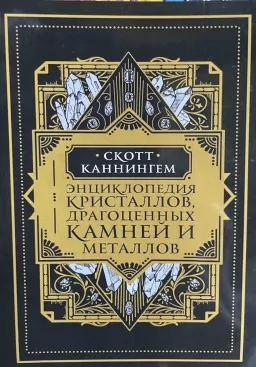 СКОТТ
КАННИНГЕМ
ЭНЦИКЛОПЕДИЯ
КРИСТАЛЛОВ,
ДРАГОЦЕННЫХ
КАМНЕЙ И
МЕТАЛЛОВ